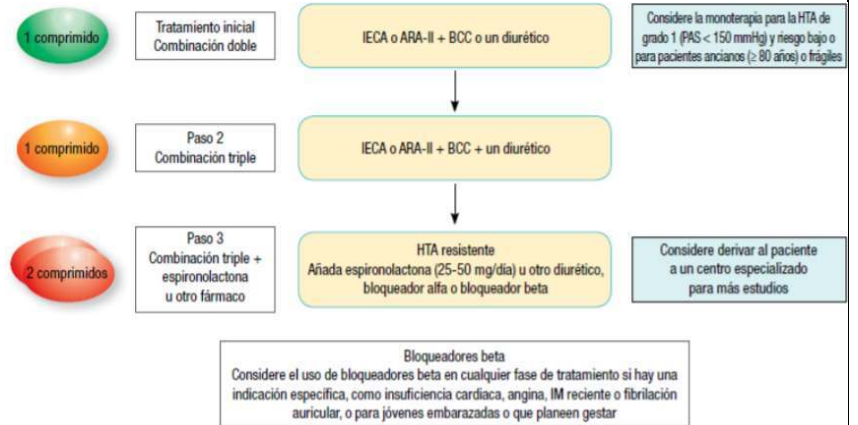 1 comprimido
Tratamiento inicial
Combinación doble
IECA o ARA-II + BCC o un diurético
Considere la monoterapia para la HTA de
grado 1 (PAS < 150 mmHg) y riesgo bajo o
para pacientes ancianos (≥ 80 años) o frágiles
1 comprimido
Paso 2
Combinación triple
IECA o ARA-II + BCC + un diurético
2 comprimidos
Paso 3
Combinación triple +
espironolactona
u otro fármaco
HTA resistente
Añada espironolactona (25-50 mg/día) u otro diurético,
bloqueador alfa o bloqueador beta
Considere derivar al paciente
a un centro especializado
para más estudios
Bloqueadores beta
Considere el uso de bloqueadores beta en cualquier fase de tratamiento si hay una
indicación específica, como insuficiencia cardiaca, angina, IM reciente o fibrilación
auricular, o para jóvenes embarazadas o que planeen gestar